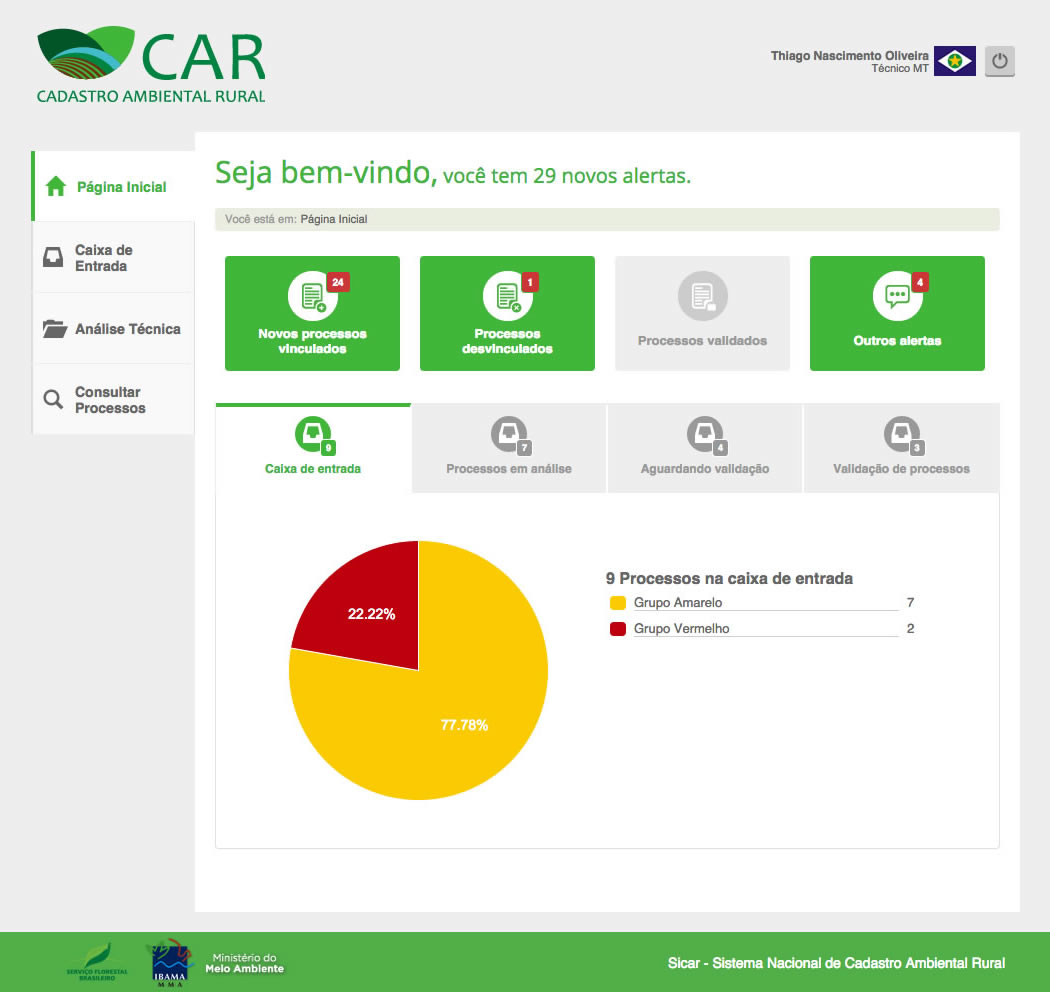 CAR
CADASTRO AMBIENTAL RURAL
Thiago Nascimento Oliveira
Técnico MT
Página Inicial
Caixa de
Entrada
Análise Técnica
Consultar
Processos
Seja bem-vindo, você tem 29 novos alertas.
Você está em: Página Inicial
24
Novos processos
vinculados
1
Processos
desvinculados
Processos validados
4
Outros alertas
9
Caixa de entrada
7
Processos em análise
4
Aguardando validação
3
Validação de processos
22.22%
77.78%
9 Processos na caixa de entrada
Grupo Amarelo 7
Grupo Vermelho 2
SERVIÇO FLORESTAL
BRASILEIRO
IBAMA
MMA
Ministério do
Meio Ambiente
Sicar - Sistema Nacional de Cadastro Ambiental Rural